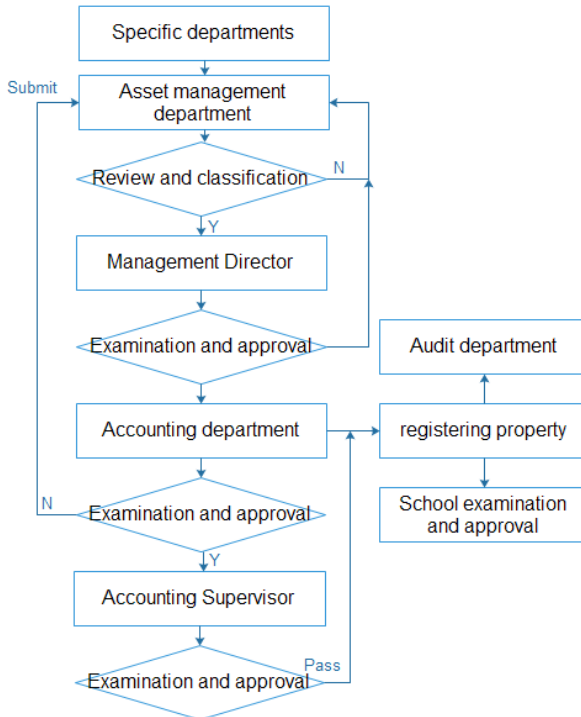 Specific departments
Submit
Asset management
department
Review and classification
N
Y
Management Director
Examination and approval
Audit department
Accounting department
registering property
N
Examination and approval
School examination
and approval
Y
Accounting Supervisor
Pass
Examination and approval